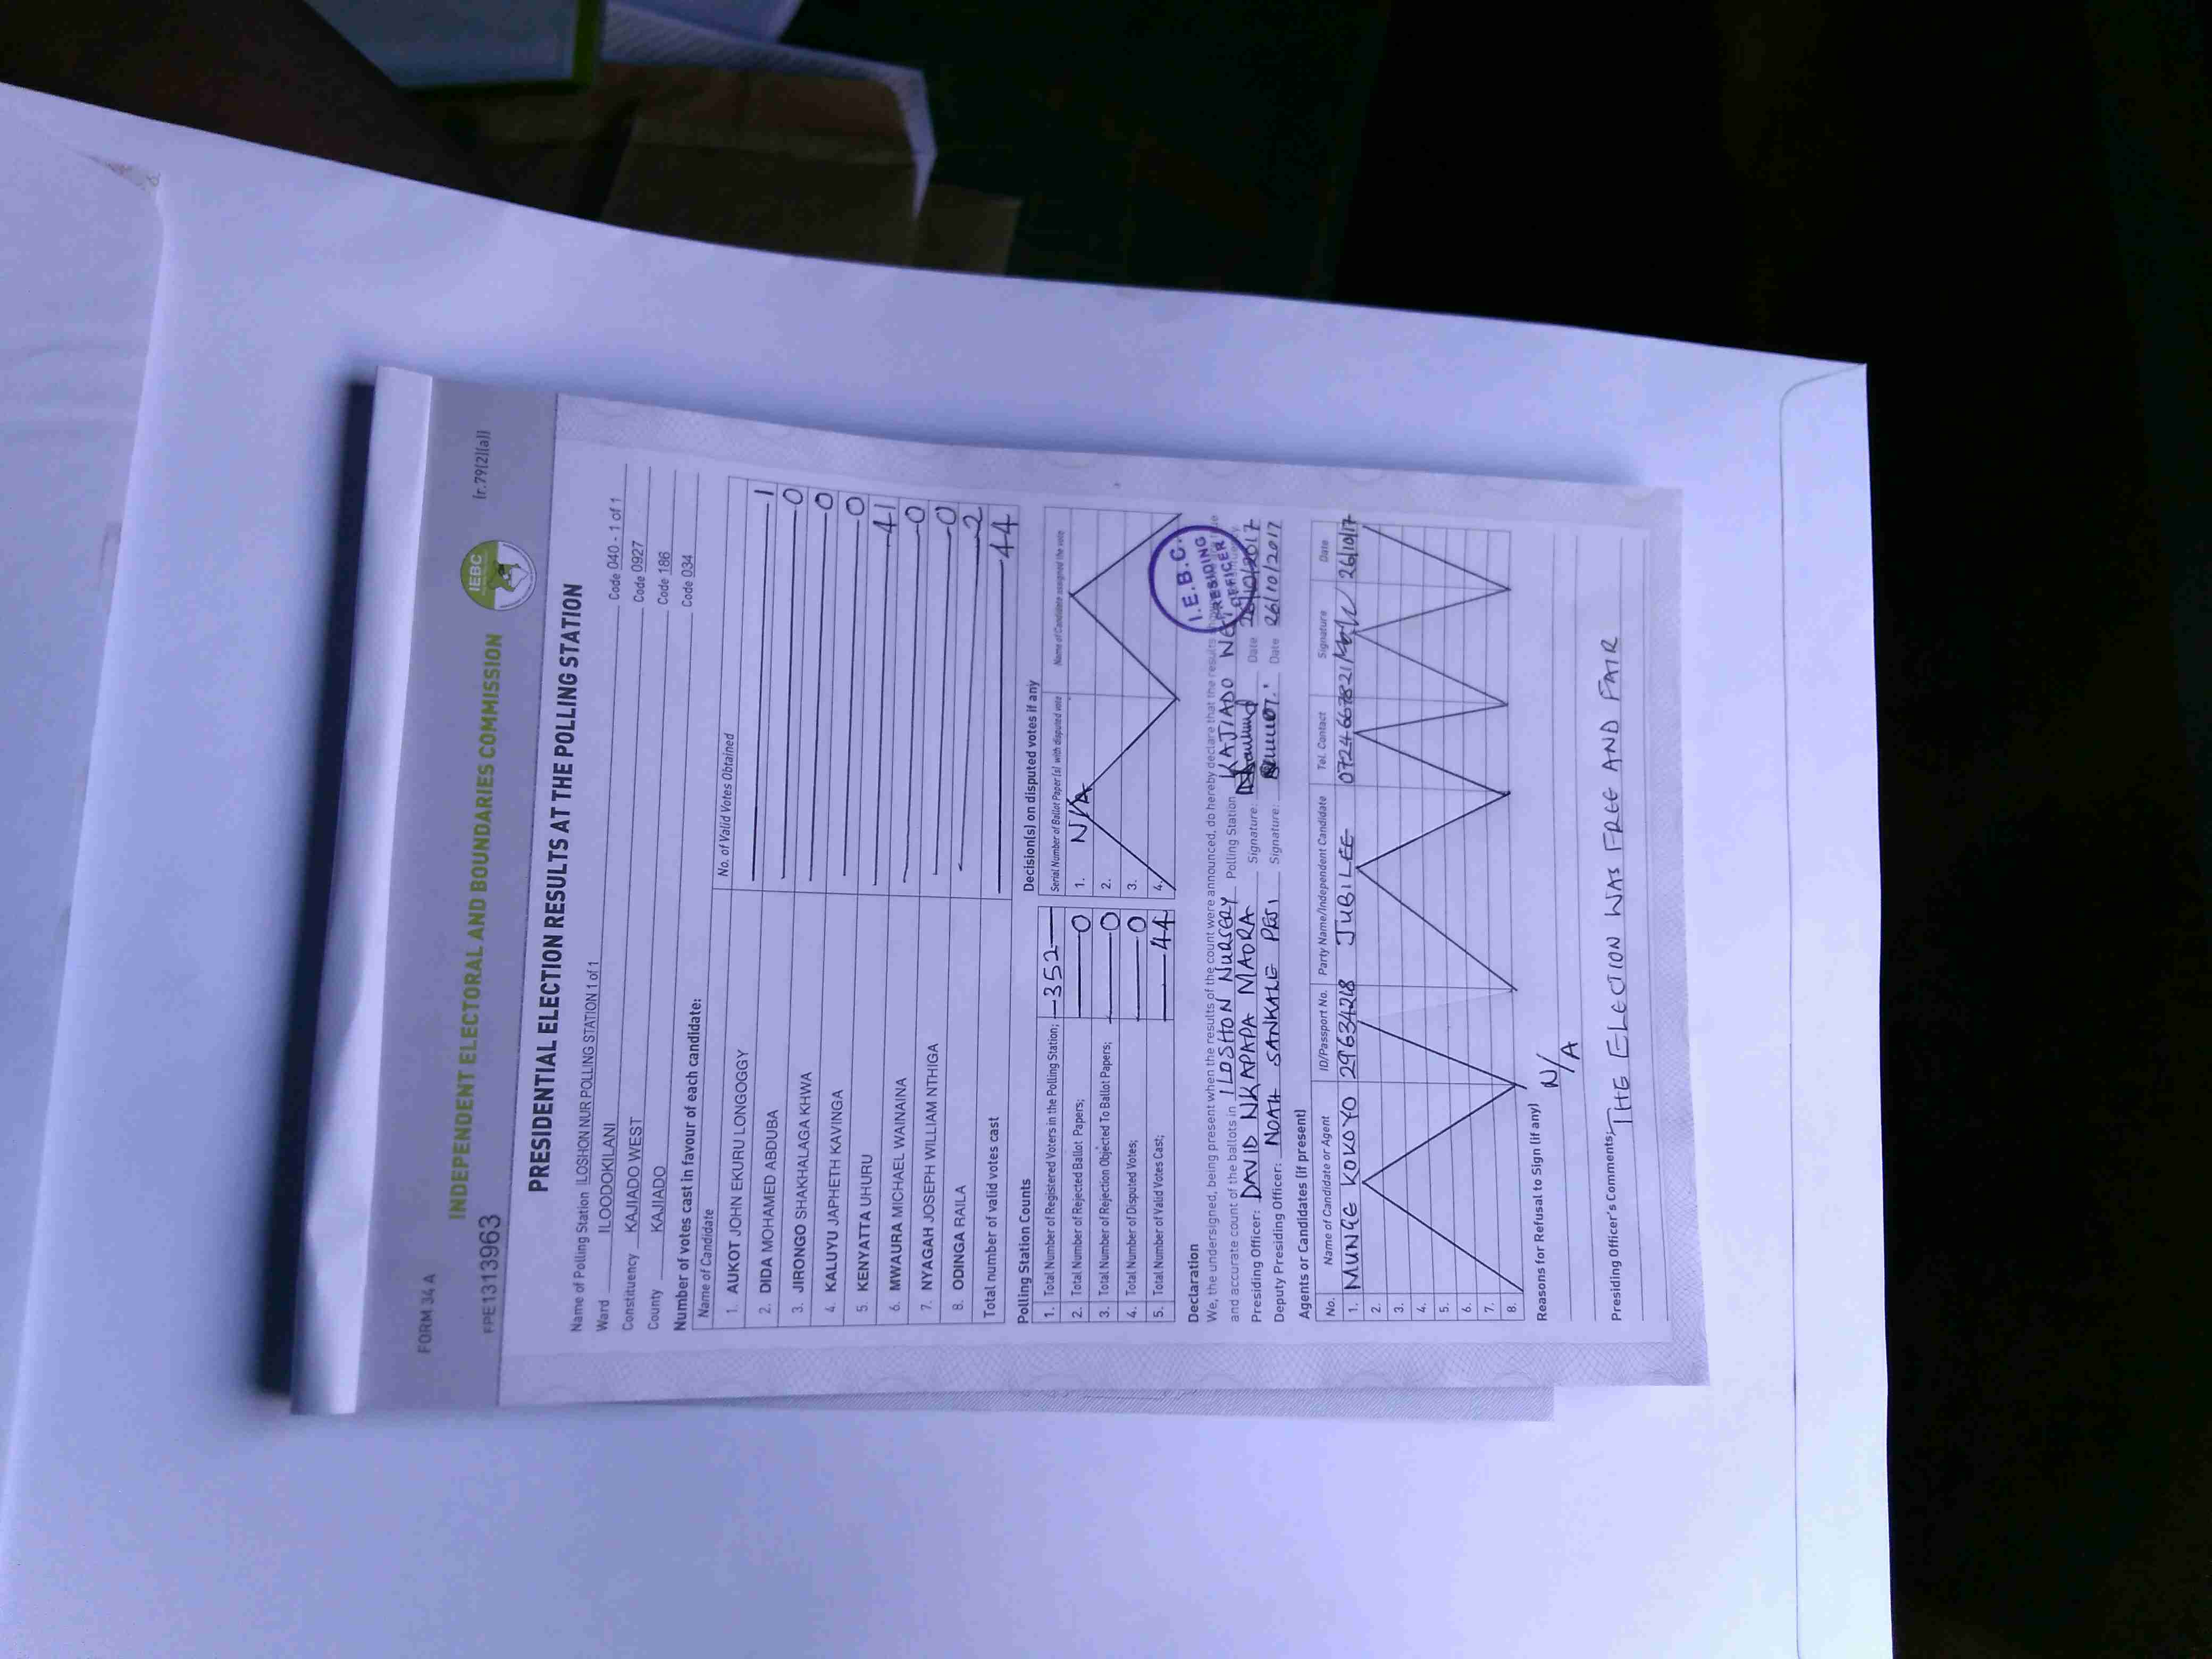 FORM 34 A
INDEPENDENT ELECTORAL AND BOUNDARIES COMMISSION
IEBC
(r.79(2)(a))
FPE1313963
PRESIDENTIAL ELECTION RESULTS AT THE POLLING STATION
Name of Polling Station ILOSHON NUR POLLING STATION 1 of 1 Code 040 - 1 of 1
Ward ILOODOKILANI Code 0927
Constituency KAJIADO WEST Code 186
County KAJIADO Code 034
Number of votes cast in favour of each candidate:
Name of Candidate No. of Valid Votes Obtained
1. AUKOT JOHN EKURU LONGOGGY 1
2. DIDA MOHAMED ABDUBA 0
3. JIRONGO SHAKHALAGA KHWA 0
4. KALUYU JAPHETH KAVINGA 0
5 KENYATTA UHURU 41
6. MWAURA MICHAEL WAINAINA 0
7. NYAGAH JOSEPH WILLIAM NTHIGA 0
8. ODINGA RAILA 2
Total number of valid votes cast 44
Polling Station Counts
1. Total Number of Registered Voters in the Polling Station; 352
2. Total Number of Rejected Ballot Papers; 0
3. Total Number of Rejection Objected To Ballot Papers; 0
4. Total Number of Disputed Votes; 0
5. Total Number of Valid Votes Cast; 44
Decision(s) on disputed votes if any
Serial Number of Ballot Paper(s) with disputed vote Name of Candidate assigned the vote
1. N/A
2.
3.
4.
Declaration
We, the undersigned, being present when the results of the count were announced, do hereby declare that the results
and accurate count of the ballots in ILOSHON NURSERY Polling Station KAJIADO WEST
Presiding Officer: DAVID NKAPAPA MAORA Signature: Date 26/10/2017
Deputy Presiding Officer: NOAH SANKALE PESI Signature: Date 26/10/2017
I.E.B.C.
PRESIDING
OFFICER
Agents or Candidates (if present)
No. Name of Candidate or Agent ID/Passport No. Party Name/Independent Candidate Tel. Contact Signature Date
1. MUNGE KOKOYO 29634218 JUBILEE 0724667821 26/10/17
2.
3.
4.
5.
6.
7.
8.
Reasons for Refusal to Sign (if any)
N/A
Presiding Officer's Comments; THE ELECTION WAS FREE AND FAIR